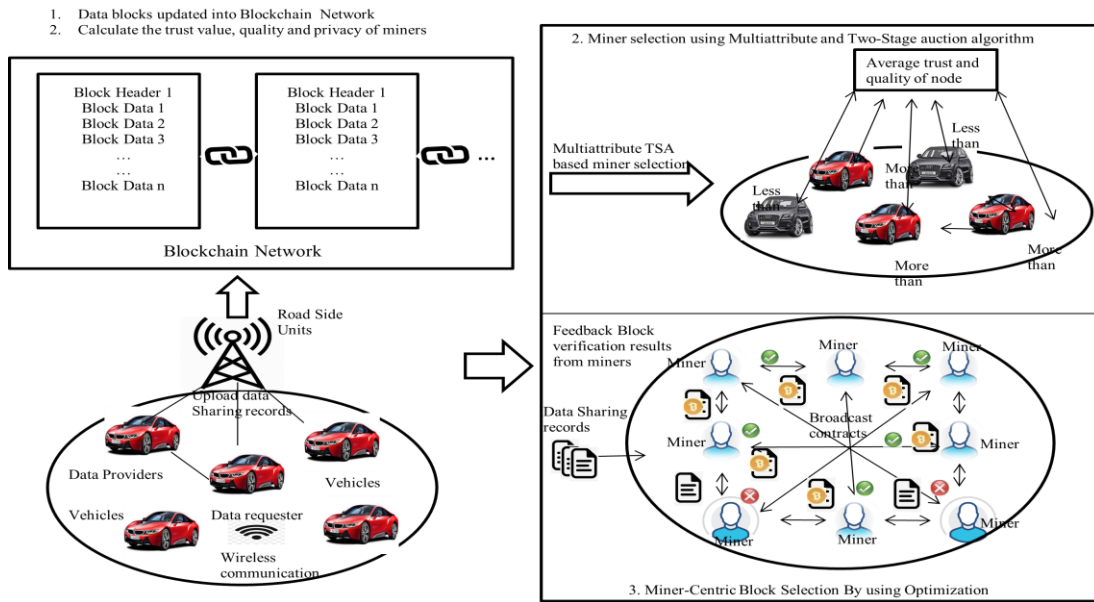 1. Data blocks updated into Blockchain Network
2. Calculate the trust value, quality and privacy of miners
Block Header 1
Block Data 1
Block Data 2
Block Data 3
…
…
Block Data n
Block Header 1
Block Data 1
Block Data 2
Block Data 3
…
…
Block Data n
...
Blockchain Network
Road Side
Units
Upload data
Sharing records
Data Providers
Vehicles
Vehicles
Data requester
Wireless
communication
2. Miner selection using Multiattribute and Two-Stage auction algorithm
Average trust and
quality of node
Multiattribute TSA
based miner selection
Less
than
More
than
Less
than
More
than
More
than
Feedback Block
verification results
from miners
Data Sharing
records
Miner
Miner
Miner
Broadcast
contracts
Miner
Miner
Miner
Miner
Miner
3. Miner-Centric Block Selection By using Optimization